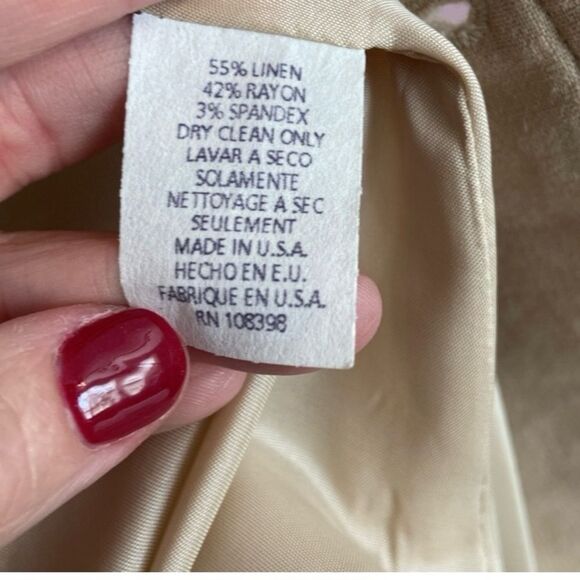 55% LINEN
42% RAYON
3% SPANDEX
DRY CLEAN ONLY
LAVAR A SECO
SOLAMENTE
NETTOYAGE A SEC
SEULEMENT
MADE IN U.S.A.
HECHO EN E.U.
FABRIQUE EN U.S.A.
RN 108398